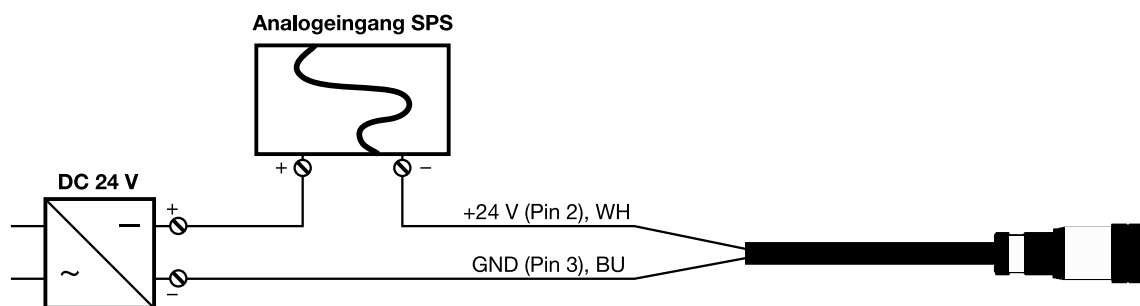 Analogeingang SPS
+ −
DC 24 V
+
−
~
−
+24 V (Pin 2), WH
GND (Pin 3), BU